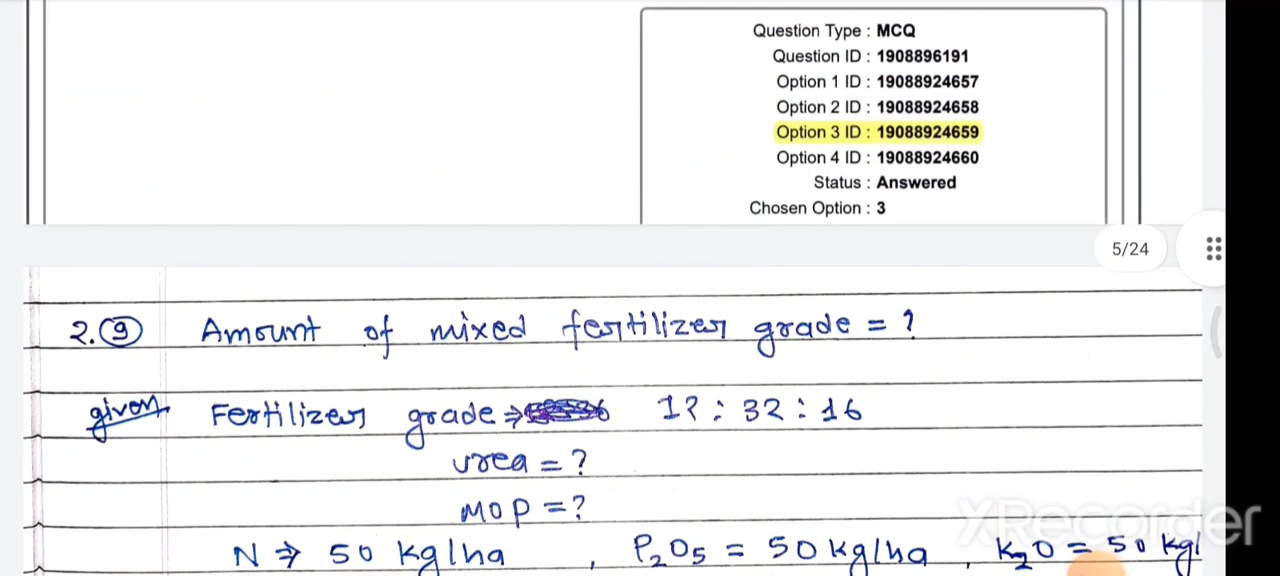 Question Type : MCQ
Question ID : 1908896191
Option 1 ID : 19088924657
Option 2 ID : 19088924658
Option 3 ID : 19088924659
Option 4 ID : 19088924660
Status : Answered
Chosen Option : 3
5/24
2. 9 Amount of mixed fertilizer grade = ?
given Fertilizer grade ⇒ 12 : 32 : 16
urea = ?
MOP = ?
N ⇒ 50 kg/ha , P₂O₅ = 50 kg/ha , K₂O = 50 kg/
XRecorder